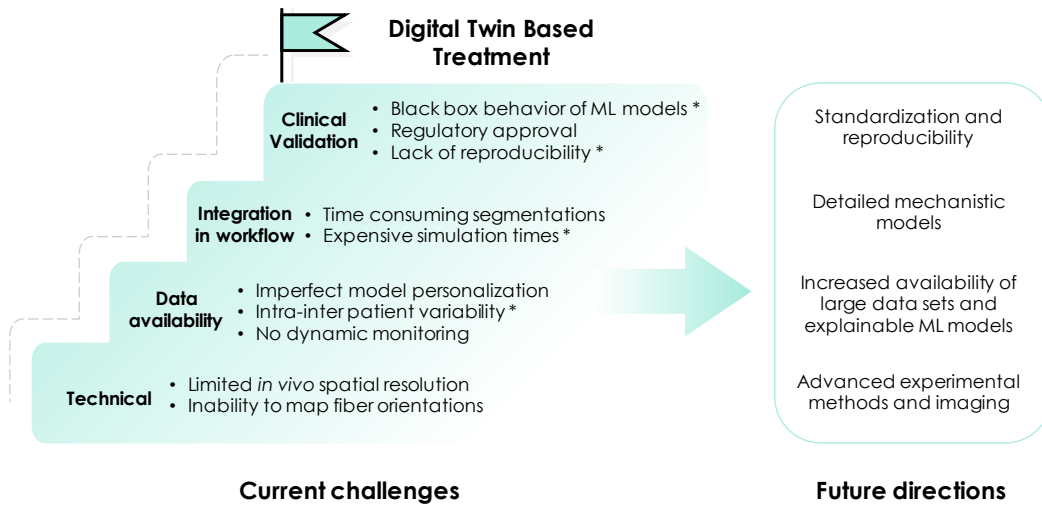 Digital Twin Based
Treatment
Clinical
Validation
• Black box behavior of ML models *
• Regulatory approval
• Lack of reproducibility *
Integration
in workflow
• Time consuming segmentations
• Expensive simulation times *
Data
availability
• Imperfect model personalization
• Intra-inter patient variability *
• No dynamic monitoring
Technical
• Limited in vivo spatial resolution
• Inability to map fiber orientations
Current challenges
Standardization and
reproducibility
Detailed mechanistic
models
Increased availability of
large data sets and
explainable ML models
Advanced experimental
methods and imaging
Future directions